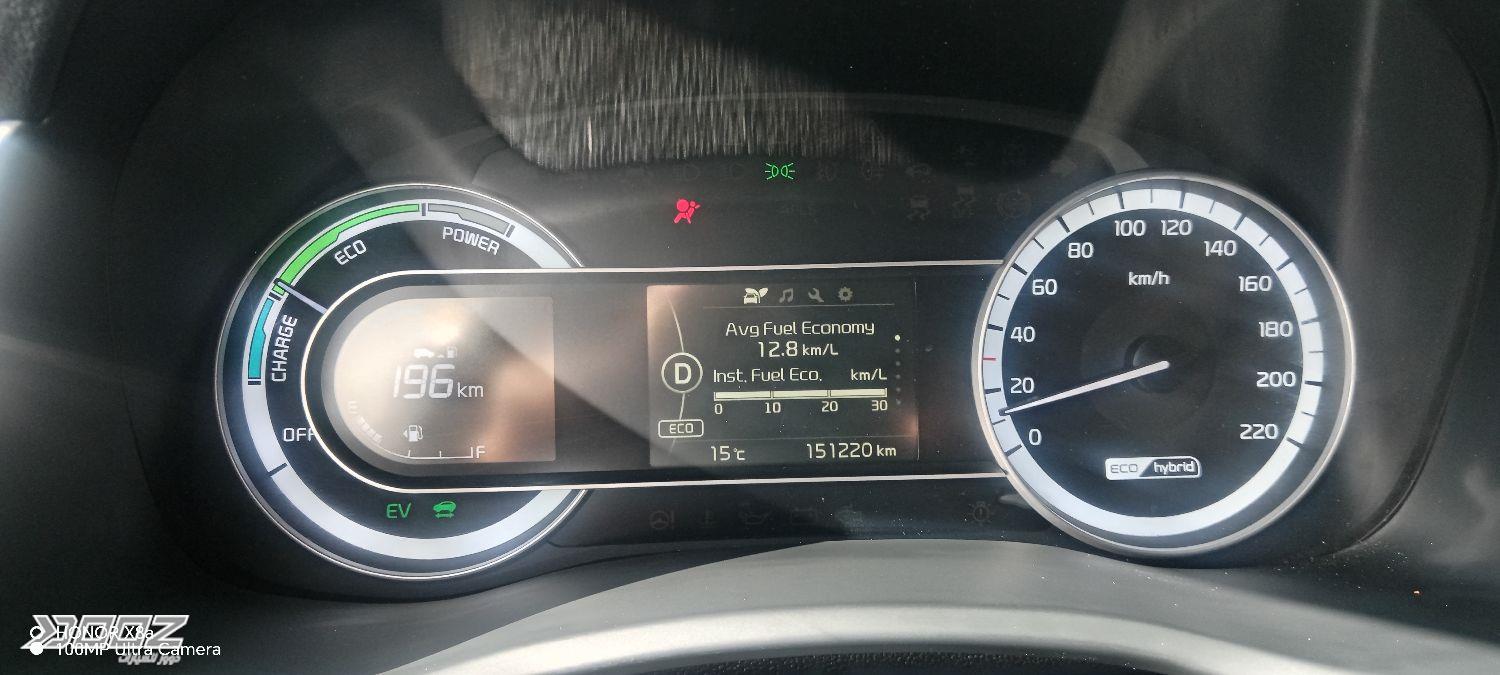 CHARGE
ECO
POWER
OFF
196 km
E
F
EV
Avg Fuel Economy
12.8 km/L
Inst. Fuel Eco. km/L
0 10 20 30
D
ECO
15℃ 151220 km
0
20
40
60
80
100
120
140
160
180
200
220
km/h
ECO hybrid
HONOR X8a
100MP Ultra Camera